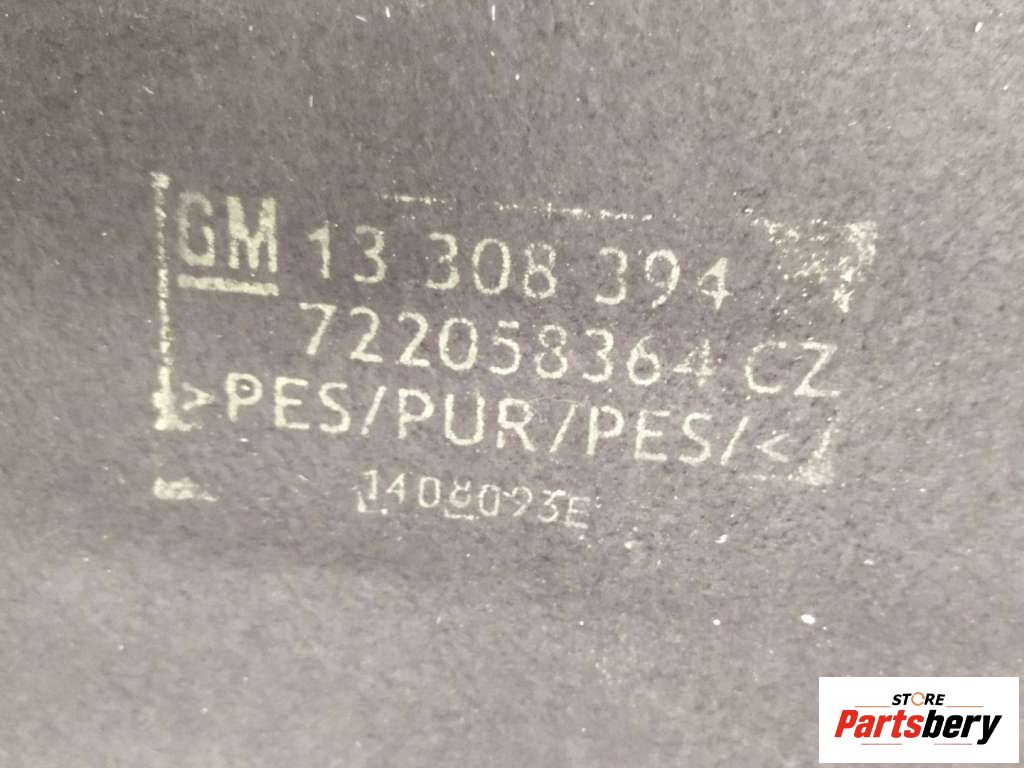 GM 13 308 394
722058364 CZ
>PES/PUR/PES/<
1408093E
STORE
Partsbery